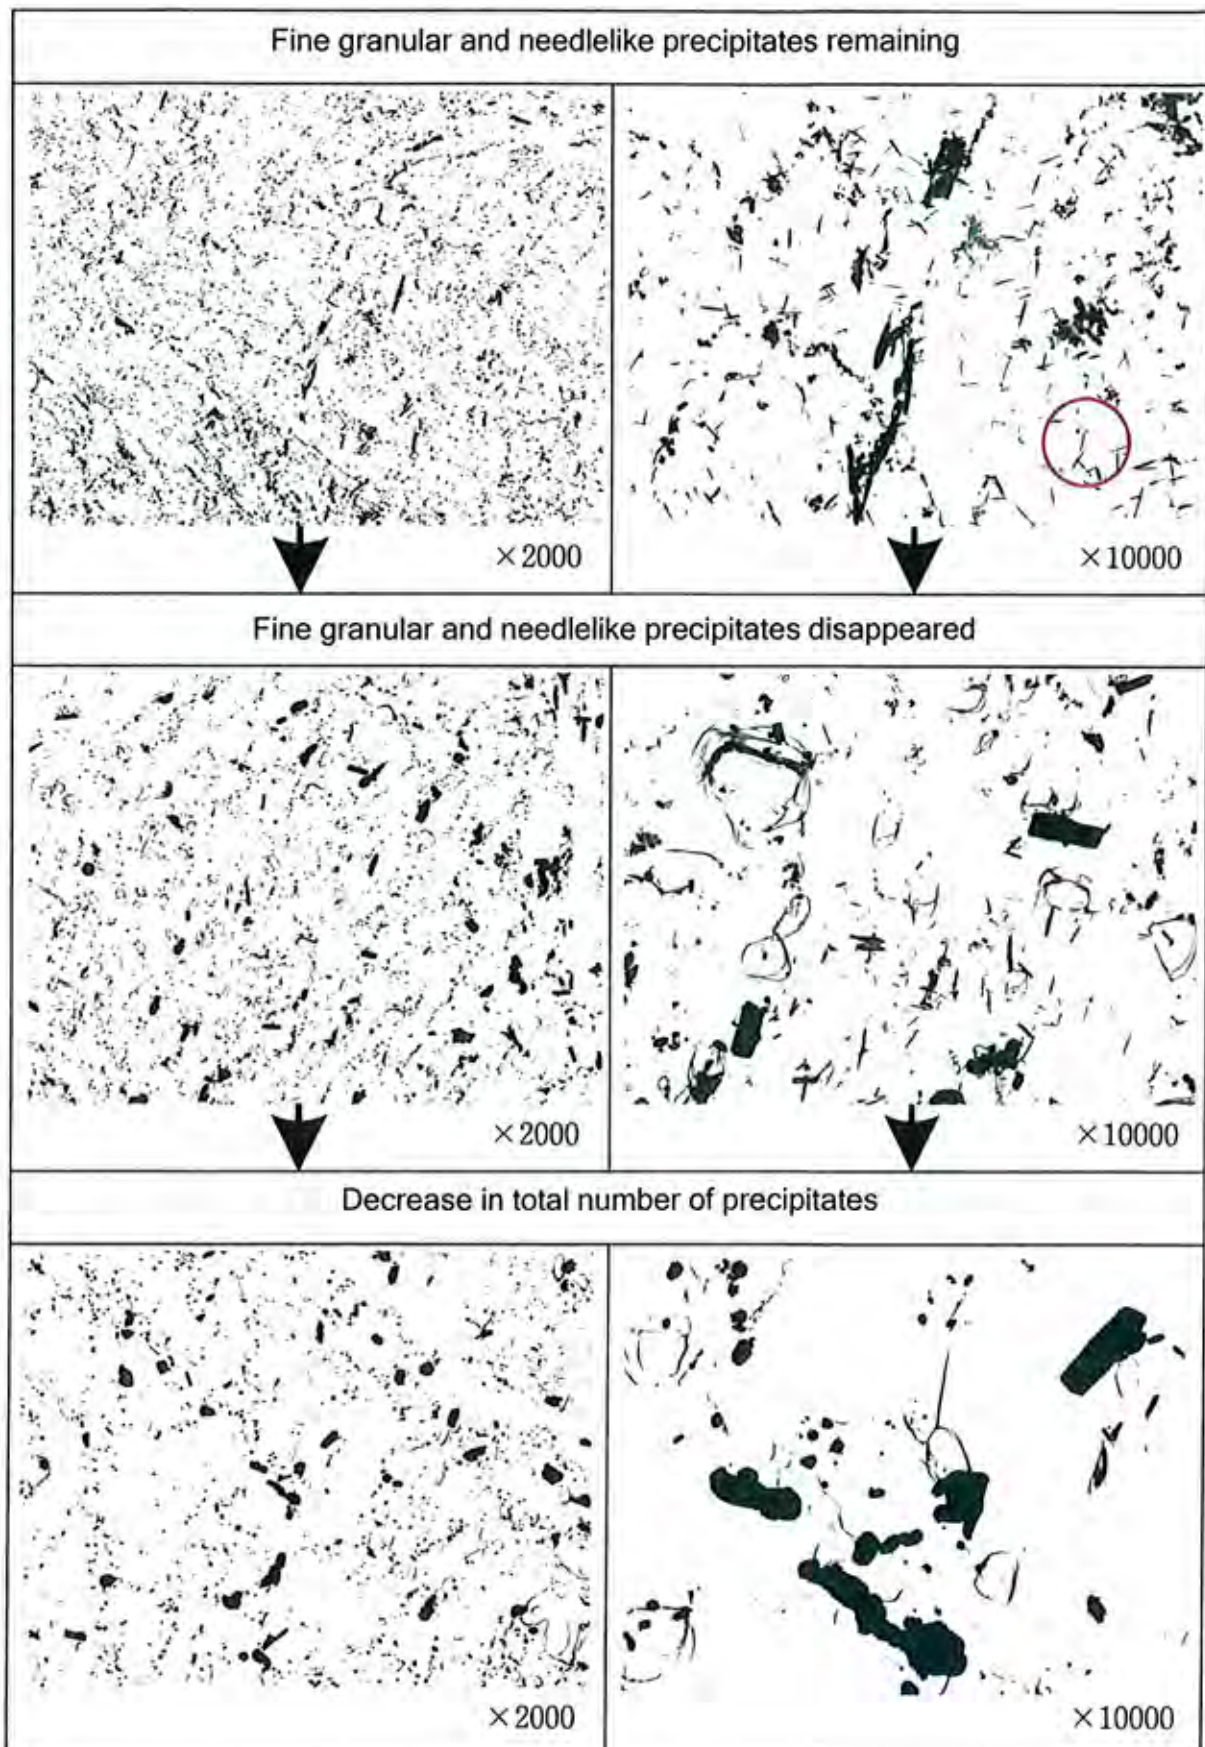 Fine granular and needlelike precipitates remaining
×2000
×10000
Fine granular and needlelike precipitates disappeared
×2000
×10000
Decrease in total number of precipitates
×2000
×10000